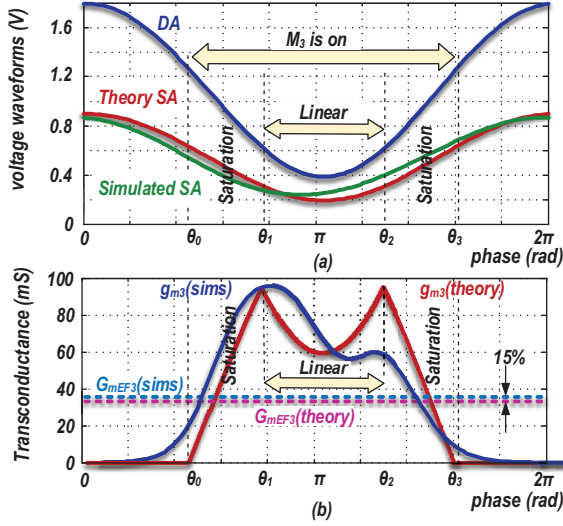 voltage waveforms (V)
1.8
1.6
1.2
0.8
0.4
0
DA
M3 is on
Theory SA
Linear
Simulated SA
Saturation
Saturation
0 θ0 θ1 π θ2 θ3 2π
phase (rad)
(a)
Transconductance (mS)
100
80
60
40
20
0
gm3(sims)
gm3(theory)
Saturation
Saturation
Linear
15%
GmEF3(sims)
GmEF3(theory)
0 θ0 θ1 π θ2 θ3 2π
phase (rad)
(b)